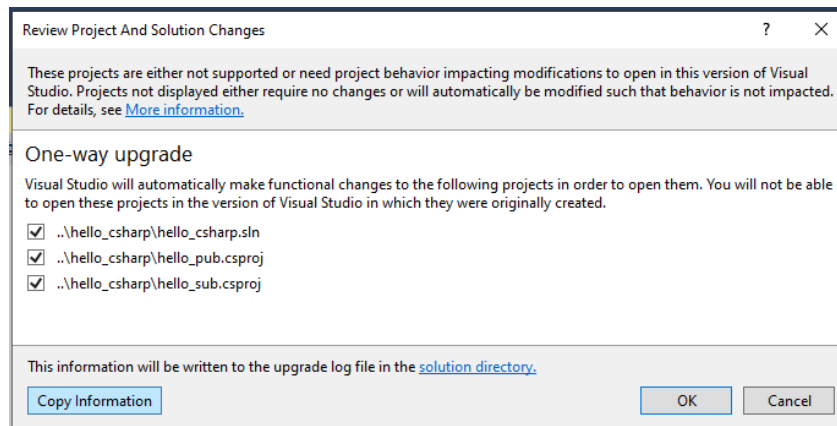 Review Project And Solution Changes
These projects are either not supported or need project behavior impacting modifications to open in this version of Visual
Studio. Projects not displayed either require no changes or will automatically be modified such that behavior is not impacted.
For details, see More information.
One-way upgrade
Visual Studio will automatically make functional changes to the following projects in order to open them. You will not be able
to open these projects in the version of Visual Studio in which they were originally created.
..\hello_csharp\hello_csharp.sln
..\hello_csharp\hello_pub.csproj
..\hello_csharp\hello_sub.csproj
This information will be written to the upgrade log file in the solution directory.
Copy Information OK Cancel